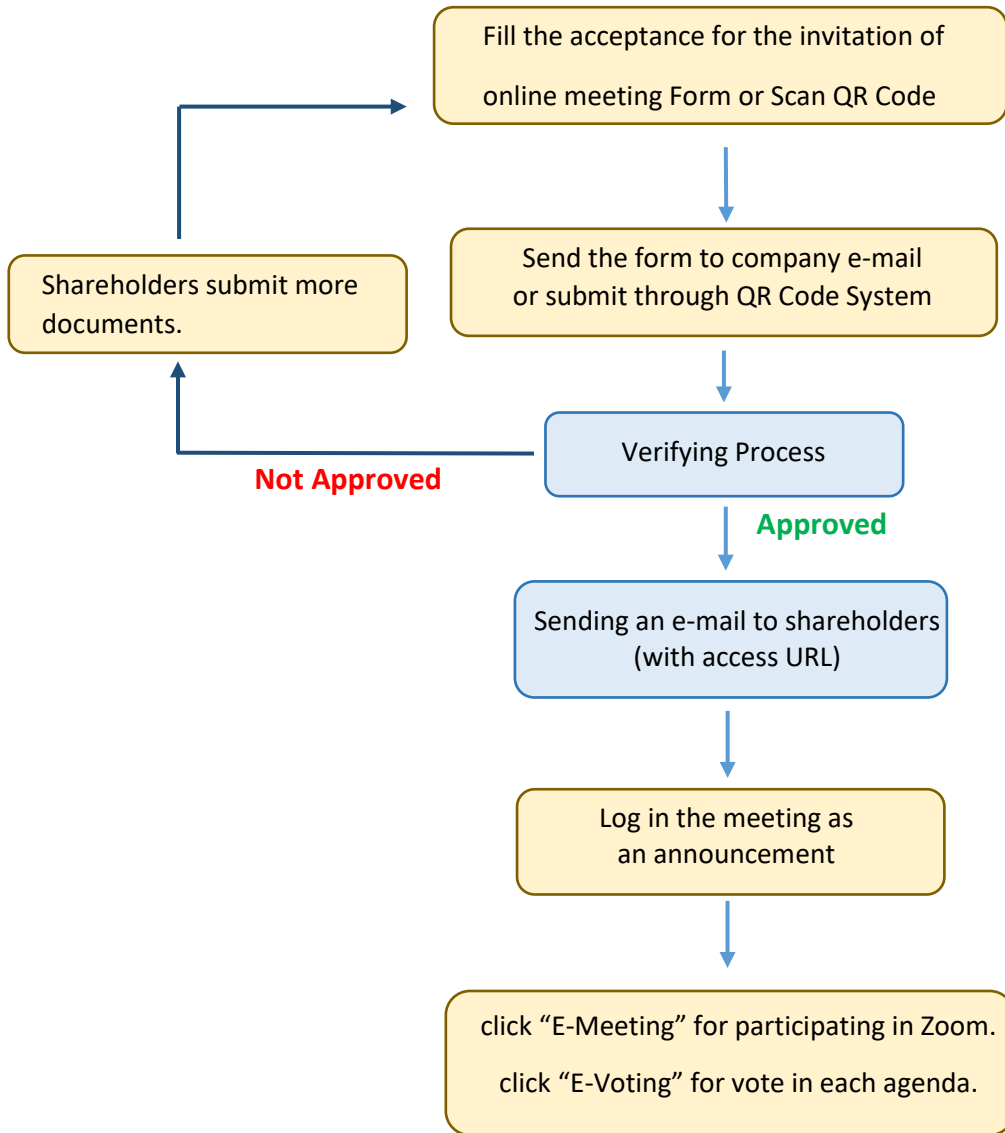 Fill the acceptance for the invitation of
online meeting Form or Scan QR Code
Send the form to company e-mail
or submit through QR Code System
Shareholders submit more
documents.
Verifying Process
Not Approved
Approved
Sending an e-mail to shareholders
(with access URL)
Log in the meeting as
an announcement
click “E-Meeting” for participating in Zoom.
click “E-Voting” for vote in each agenda.